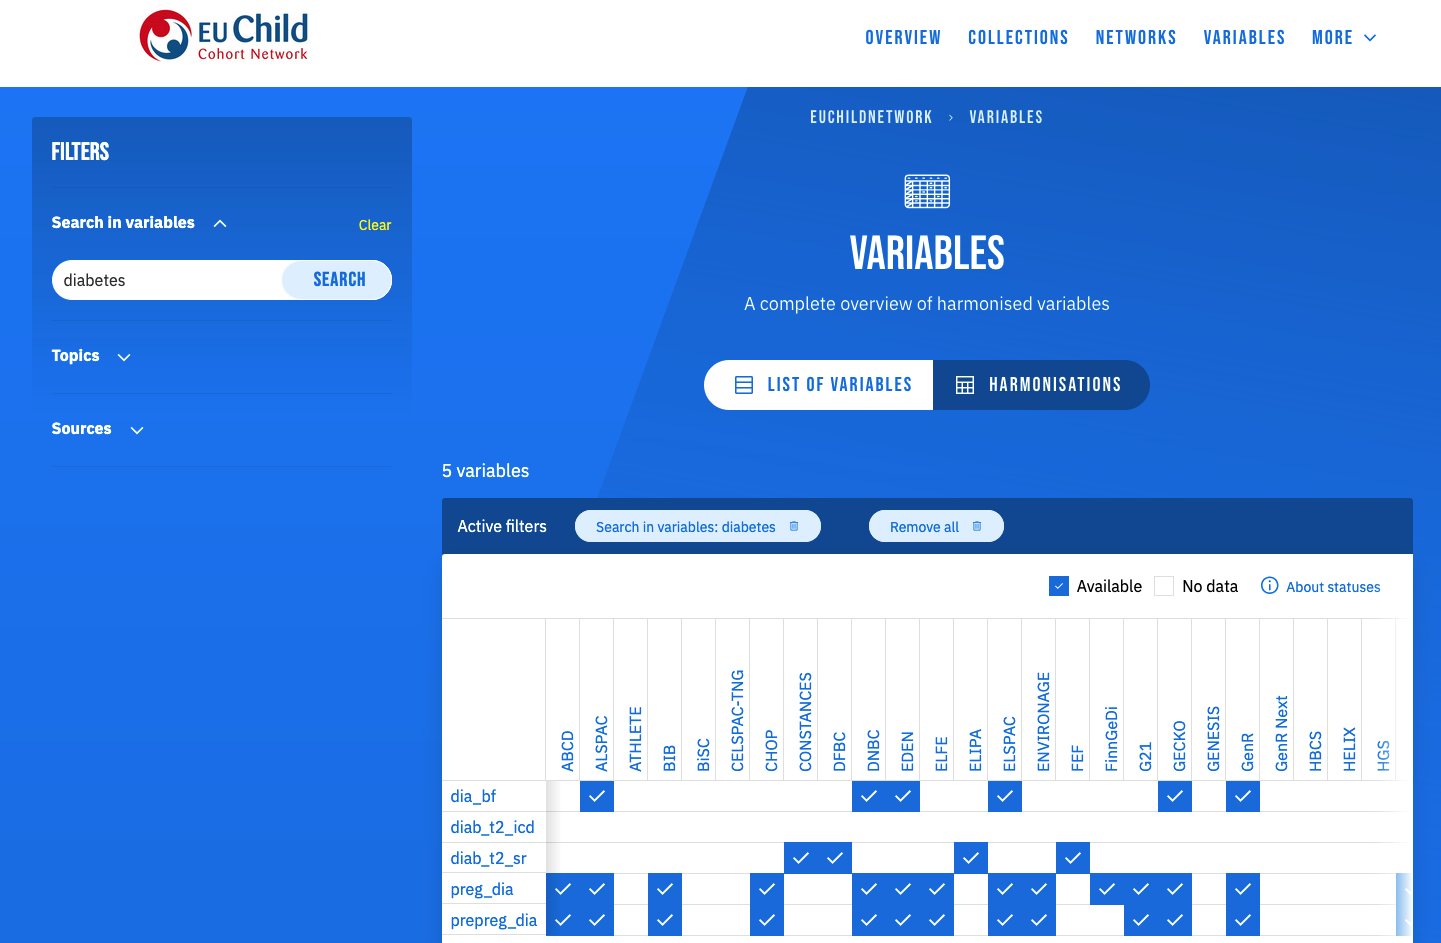 EU Child
Cohort Network
OVERVIEW COLLECTIONS NETWORKS VARIABLES MORE
EUCHILDNETWORK › VARIABLES
FILTERS
Search in variables Clear
diabetes SEARCH
Topics
Sources
VARIABLES
A complete overview of harmonised variables
LIST OF VARIABLES HARMONISATIONS
5 variables
Active filters Search in variables: diabetes Remove all
Available No data About statuses
ABCD
ALSPAC
ATHLETE
BIB
BiSC
CELSPAC-TNG
CHOP
CONSTANCES
DFBC
DNBC
EDEN
ELFE
ELIPA
ELSPAC
ENVIRONAGE
FEF
FinnGeDi
G21
GECKO
GENESIS
GenR
GenR Next
HBCS
HELIX
HGS
dia_bf
diab_t2_icd
diab_t2_sr
preg_dia
prepreg_dia